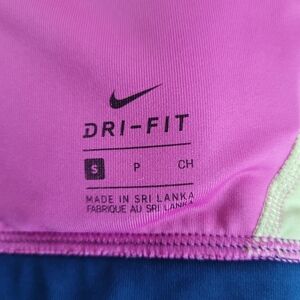 DRI-FIT
S P CH
MADE IN SRI LANKA
FABRIQUE AU SRI LANKA